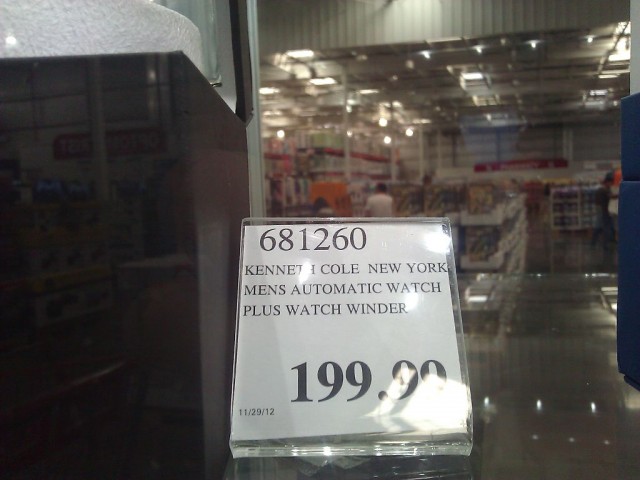 681260
KENNETH COLE NEW YORK
MENS AUTOMATIC WATCH
PLUS WATCH WINDER
199.99
11/29/12